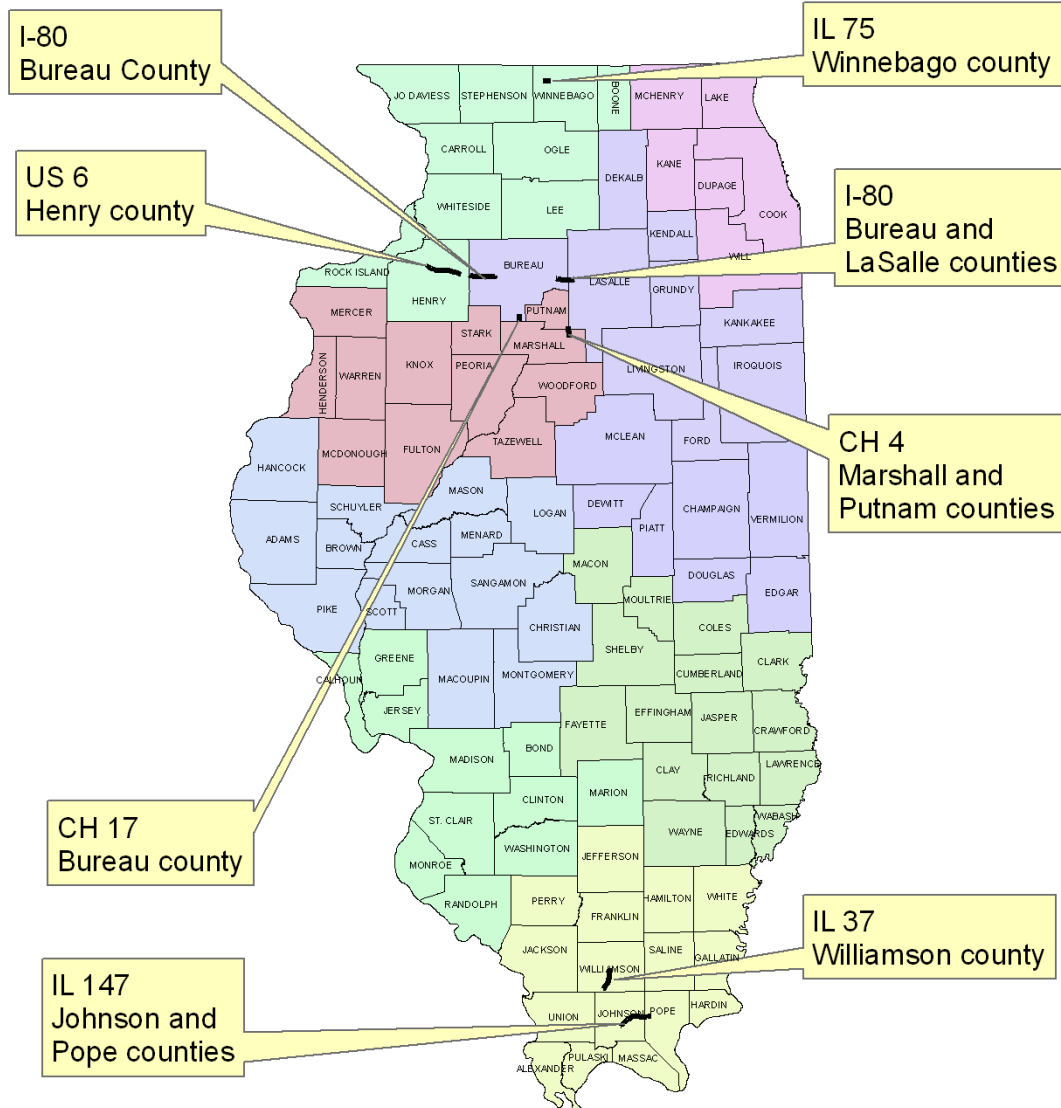 I-80
Bureau County
IL 75
Winnebago county
US 6
Henry county
I-80
Bureau and
LaSalle counties
CH 4
Marshall and
Putnam counties
CH 17
Bureau county
IL 37
Williamson county
IL 147
Johnson and
Pope counties
JO DAVIESS
STEPHENSON
WINNEBAGO
BOONE
MCHENRY
LAKE
CARROLL
OGLE
DEKALB
KANE
DUPAGE
COOK
WHITESIDE
LEE
KENDALL
WILL
ROCK ISLAND
HENRY
BUREAU
LASALLE
GRUNDY
MERCER
PUTNAM
KANKAKEE
STARK
MARSHALL
HENDERSON
WARREN
KNOX
PEORIA
WOODFORD
LIVINGSTON
IROQUOIS
MCDONOUGH
FULTON
TAZEWELL
MCLEAN
FORD
HANCOCK
SCHUYLER
MASON
LOGAN
DEWITT
PIATT
CHAMPAIGN
VERMILION
ADAMS
BROWN
CASS
MENARD
MACON
SANGAMON
MORGAN
PIKE
SCOTT
CHRISTIAN
MOULTRIE
DOUGLAS
EDGAR
COLES
SHELBY
GREENE
CALHOUN
JERSEY
MACOUPIN
MONTGOMERY
CUMBERLAND
CLARK
FAYETTE
EFFINGHAM
JASPER
CRAWFORD
MADISON
BOND
CLAY
RICHLAND
LAWRENCE
CLINTON
MARION
ST. CLAIR
WAYNE
EDWARDS
WABASH
WASHINGTON
MONROE
JEFFERSON
RANDOLPH
PERRY
HAMILTON
WHITE
FRANKLIN
JACKSON
WILLIAMSON
SALINE
GALLATIN
UNION
JOHNSON
POPE
HARDIN
ALEXANDER
PULASKI
MASSAC